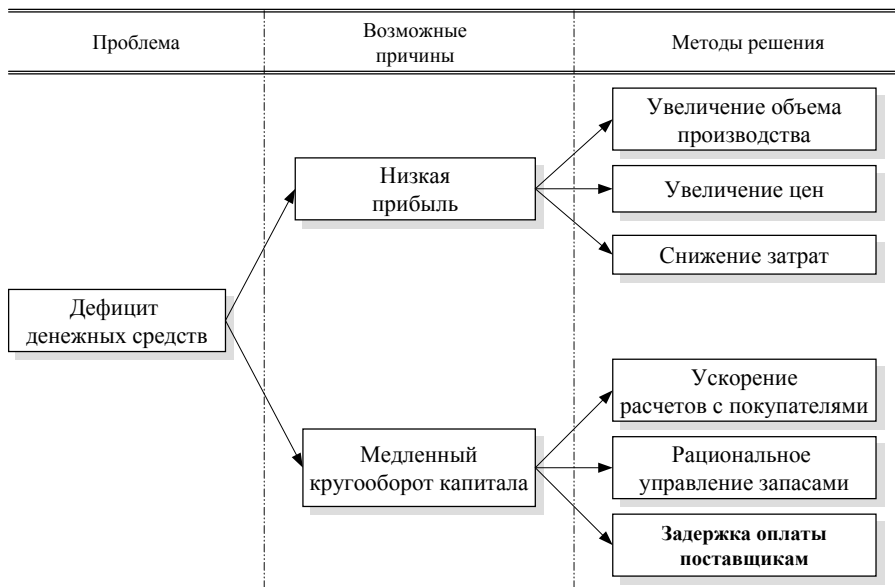 Проблема
Возможные
причины
Методы решения
Увеличение объема
производства
Низкая
прибыль
Увеличение цен
Снижение затрат
Дефицит
денежных средств
Ускорение
расчетов с покупателями
Медленный
кругооборот капитала
Рациональное
управление запасами
Задержка оплаты
поставщикам